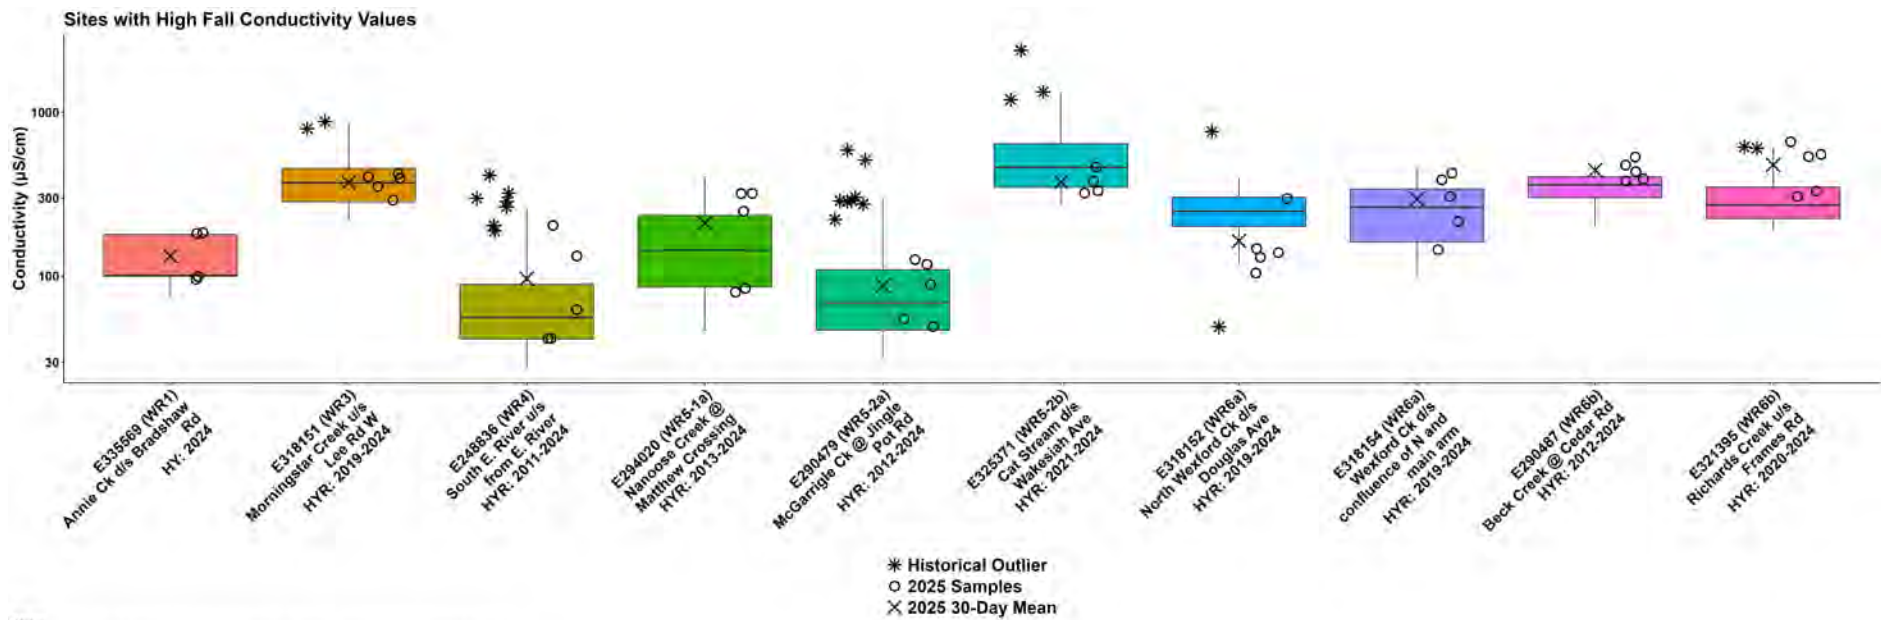 Sites with High Fall Conductivity Values
Conductivity (µS/cm)
1000
300
100
30
E335569 (WR1)
Annie Ck d/s Bradshaw
Rd
HY: 2024
E318151 (WR3)
Morningstar Creek u/s
Lee Rd W
HYR: 2019-2024
E248836 (WR4)
South E. River u/s
from E. River
HYR: 2011-2024
E294020 (WR5-1a)
Nanoose Creek @
Matthew Crossing
HYR: 2013-2024
E290479 (WR5-2a)
McGarrigle Ck @ Jingle
Pot Rd
HYR: 2012-2024
E325371 (WR5-2b)
Cat Stream d/s
Wakesiah Ave
HYR: 2021-2024
E318152 (WR6a)
North Wexford Ck d/s
Douglas Ave
HYR: 2019-2024
E318154 (WR6a)
Wexford Ck d/s
confluence of N and
main arm
HYR: 2019-2024
E290487 (WR6b)
Beck Creek @ Cedar Rd
HYR: 2012-2024
E321395 (WR6b)
Richards Creek u/s
Frames Rd
HYR: 2020-2024
Historical Outlier
2025 Samples
2025 30-Day Mean